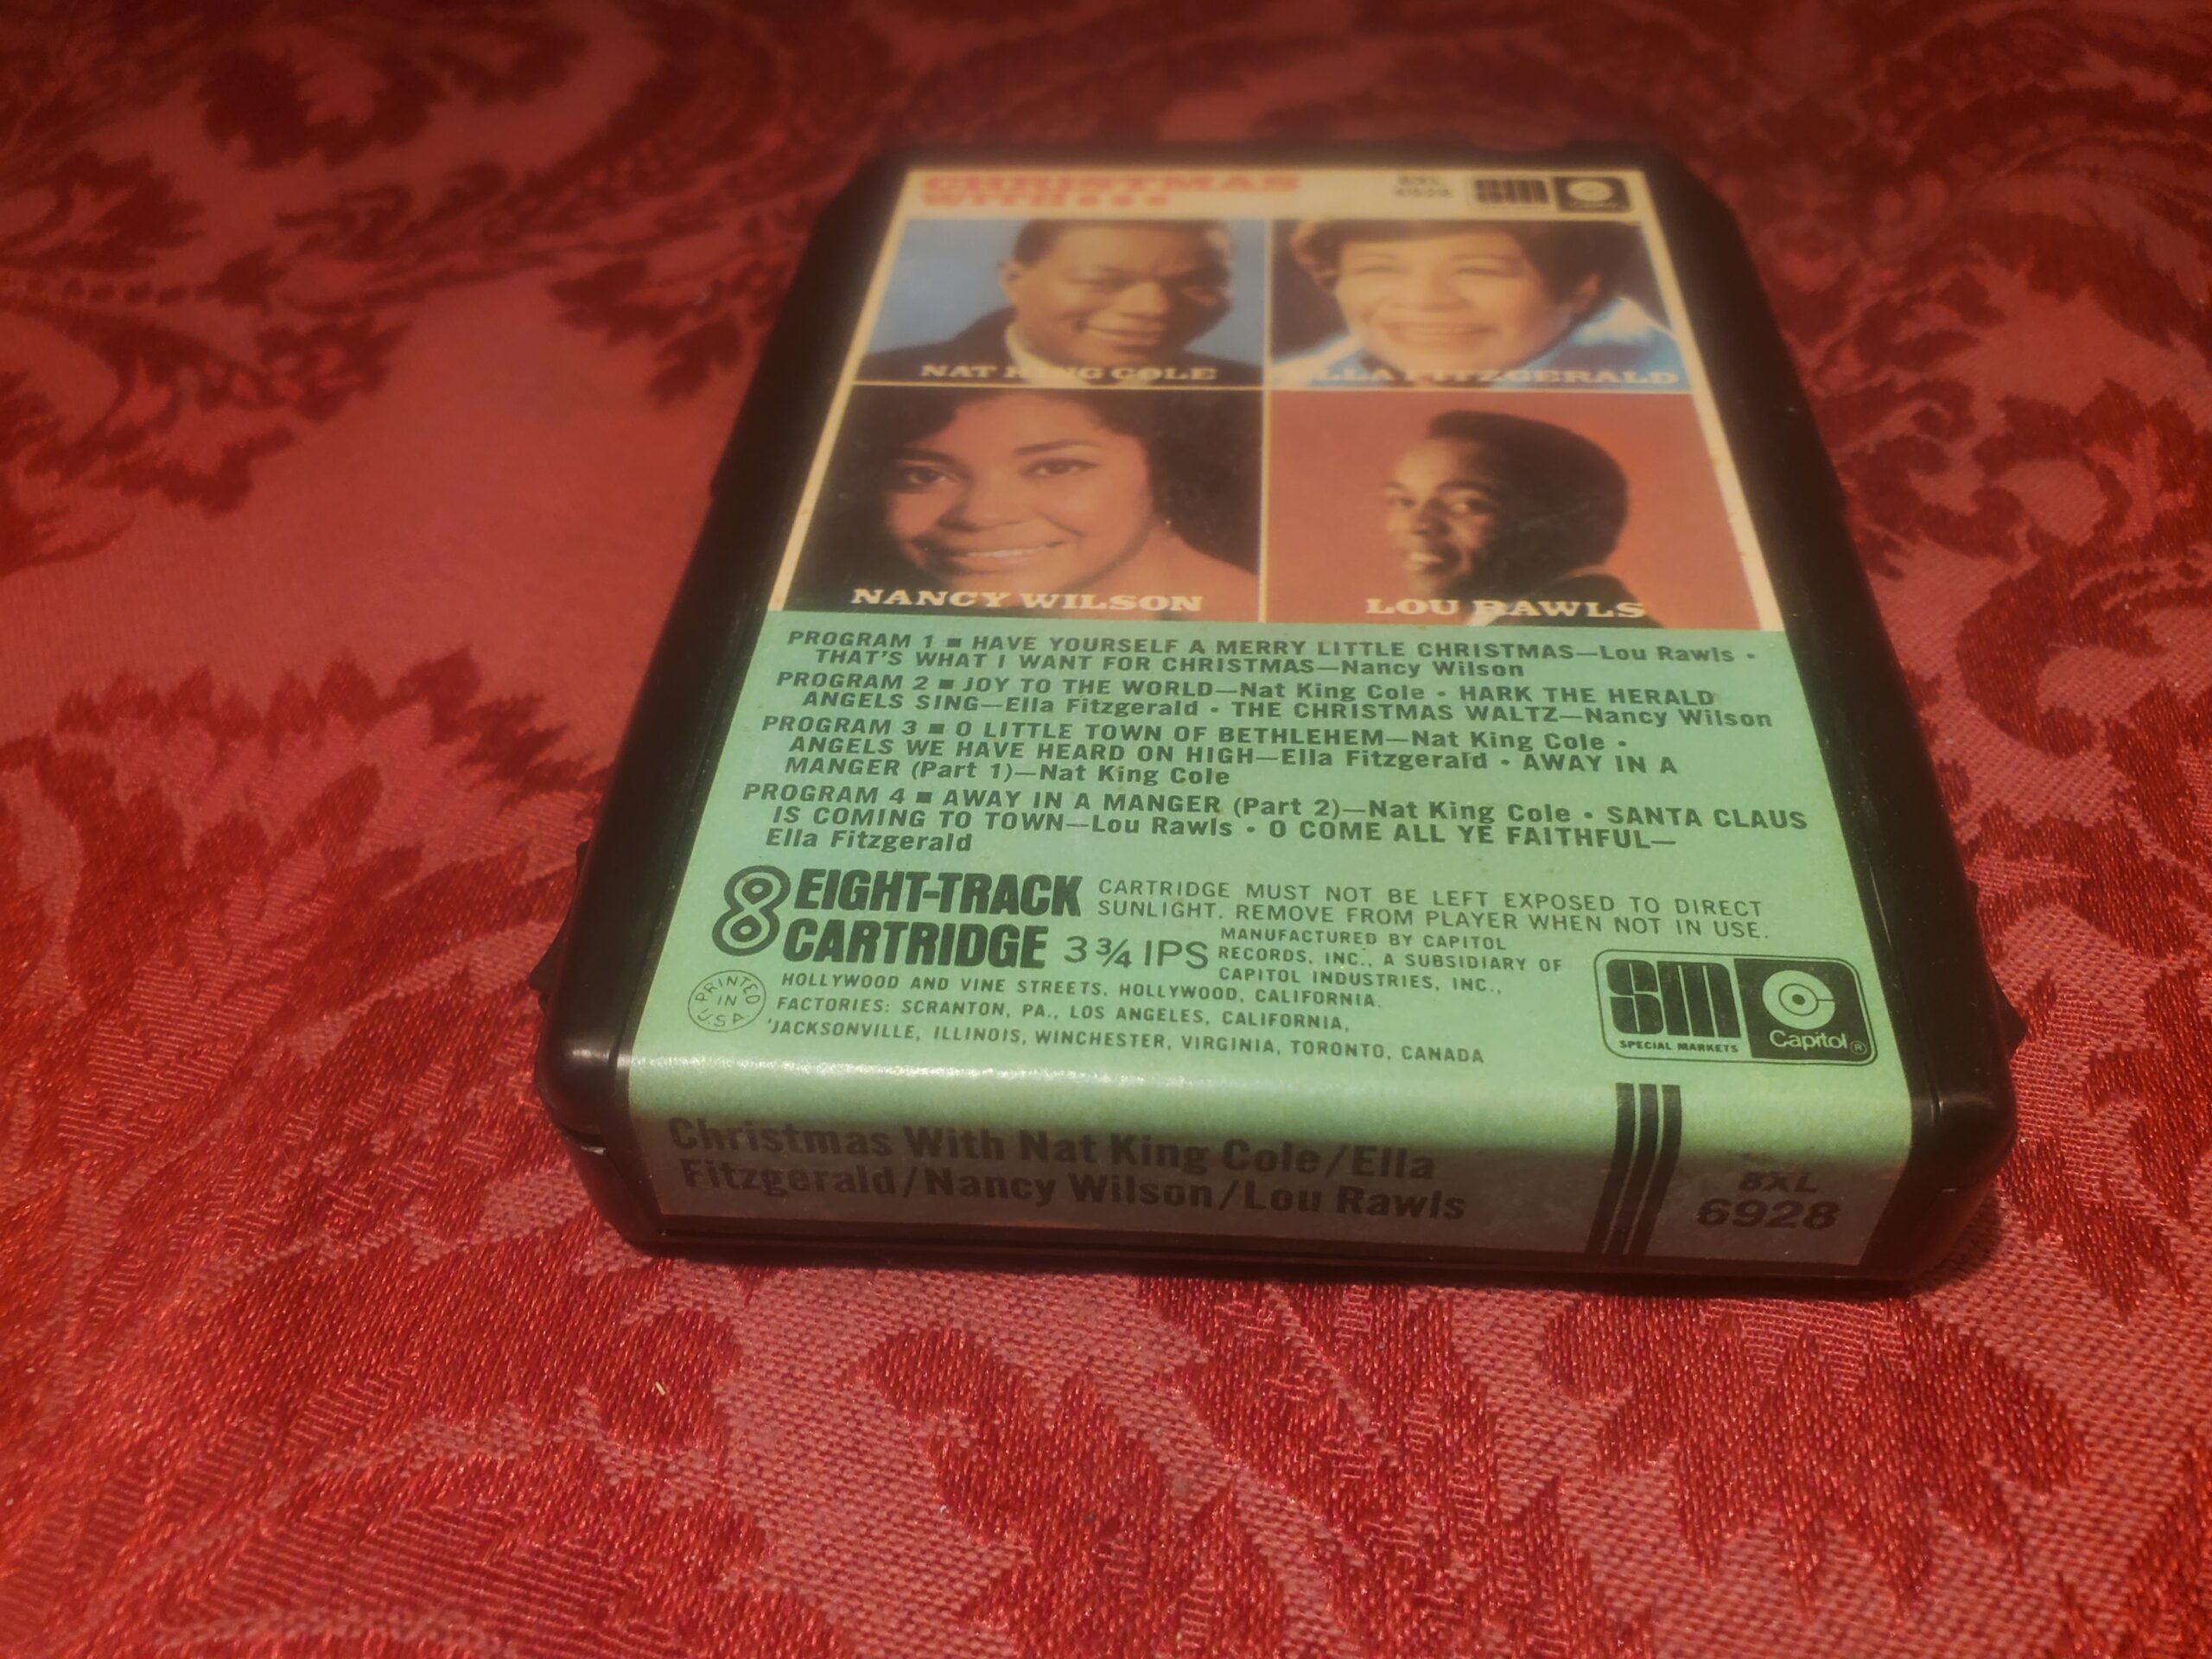 CHRISTMAS
WITH...
8XL
6928
SM
NAT KING COLE
ELLA FITZGERALD
NANCY WILSON
LOU RAWLS
PROGRAM 1 ■ HAVE YOURSELF A MERRY LITTLE CHRISTMAS—Lou Rawls •
THAT'S WHAT I WANT FOR CHRISTMAS—Nancy Wilson
PROGRAM 2 ■ JOY TO THE WORLD—Nat King Cole • HARK THE HERALD
ANGELS SING—Ella Fitzgerald • THE CHRISTMAS WALTZ—Nancy Wilson
PROGRAM 3 ■ O LITTLE TOWN OF BETHLEHEM—Nat King Cole •
ANGELS WE HAVE HEARD ON HIGH—Ella Fitzgerald • AWAY IN A
MANGER (Part 1)—Nat King Cole
PROGRAM 4 ■ AWAY IN A MANGER (Part 2)—Nat King Cole • SANTA CLAUS
IS COMING TO TOWN—Lou Rawls • O COME ALL YE FAITHFUL—
Ella Fitzgerald
8 EIGHT-TRACK
CARTRIDGE 3 ¾ IPS
CARTRIDGE MUST NOT BE LEFT EXPOSED TO DIRECT
SUNLIGHT. REMOVE FROM PLAYER WHEN NOT IN USE.
MANUFACTURED BY CAPITOL
RECORDS, INC., A SUBSIDIARY OF
CAPITOL INDUSTRIES, INC.,
HOLLYWOOD AND VINE STREETS, HOLLYWOOD, CALIFORNIA.
FACTORIES: SCRANTON, PA., LOS ANGELES, CALIFORNIA,
JACKSONVILLE, ILLINOIS, WINCHESTER, VIRGINIA, TORONTO, CANADA
PRINTED
IN
U.S.A.
SM
SPECIAL MARKETS
Capitol®
Christmas With Nat King Cole/Ella
Fitzgerald/Nancy Wilson/Lou Rawls
8XL
6928